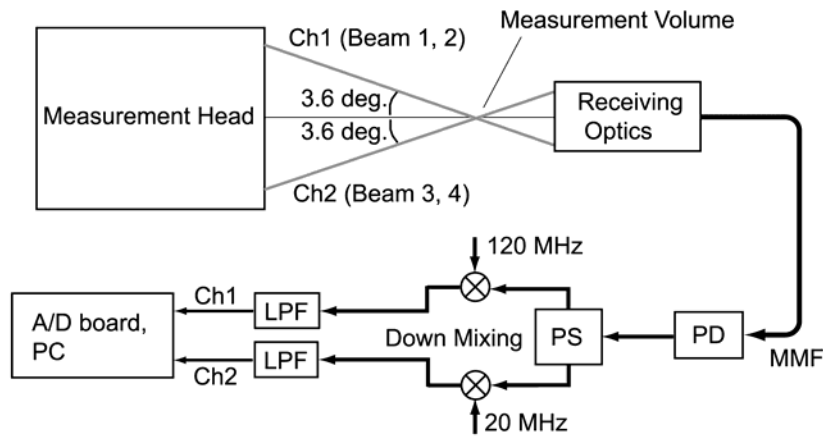 Measurement Volume
Ch1 (Beam 1, 2)
Measurement Head
3.6 deg.
3.6 deg.
Receiving
Optics
Ch2 (Beam 3, 4)
120 MHz
Ch1
LPF
A/D board,
PC
Down Mixing
PS
PD
MMF
Ch2
LPF
20 MHz